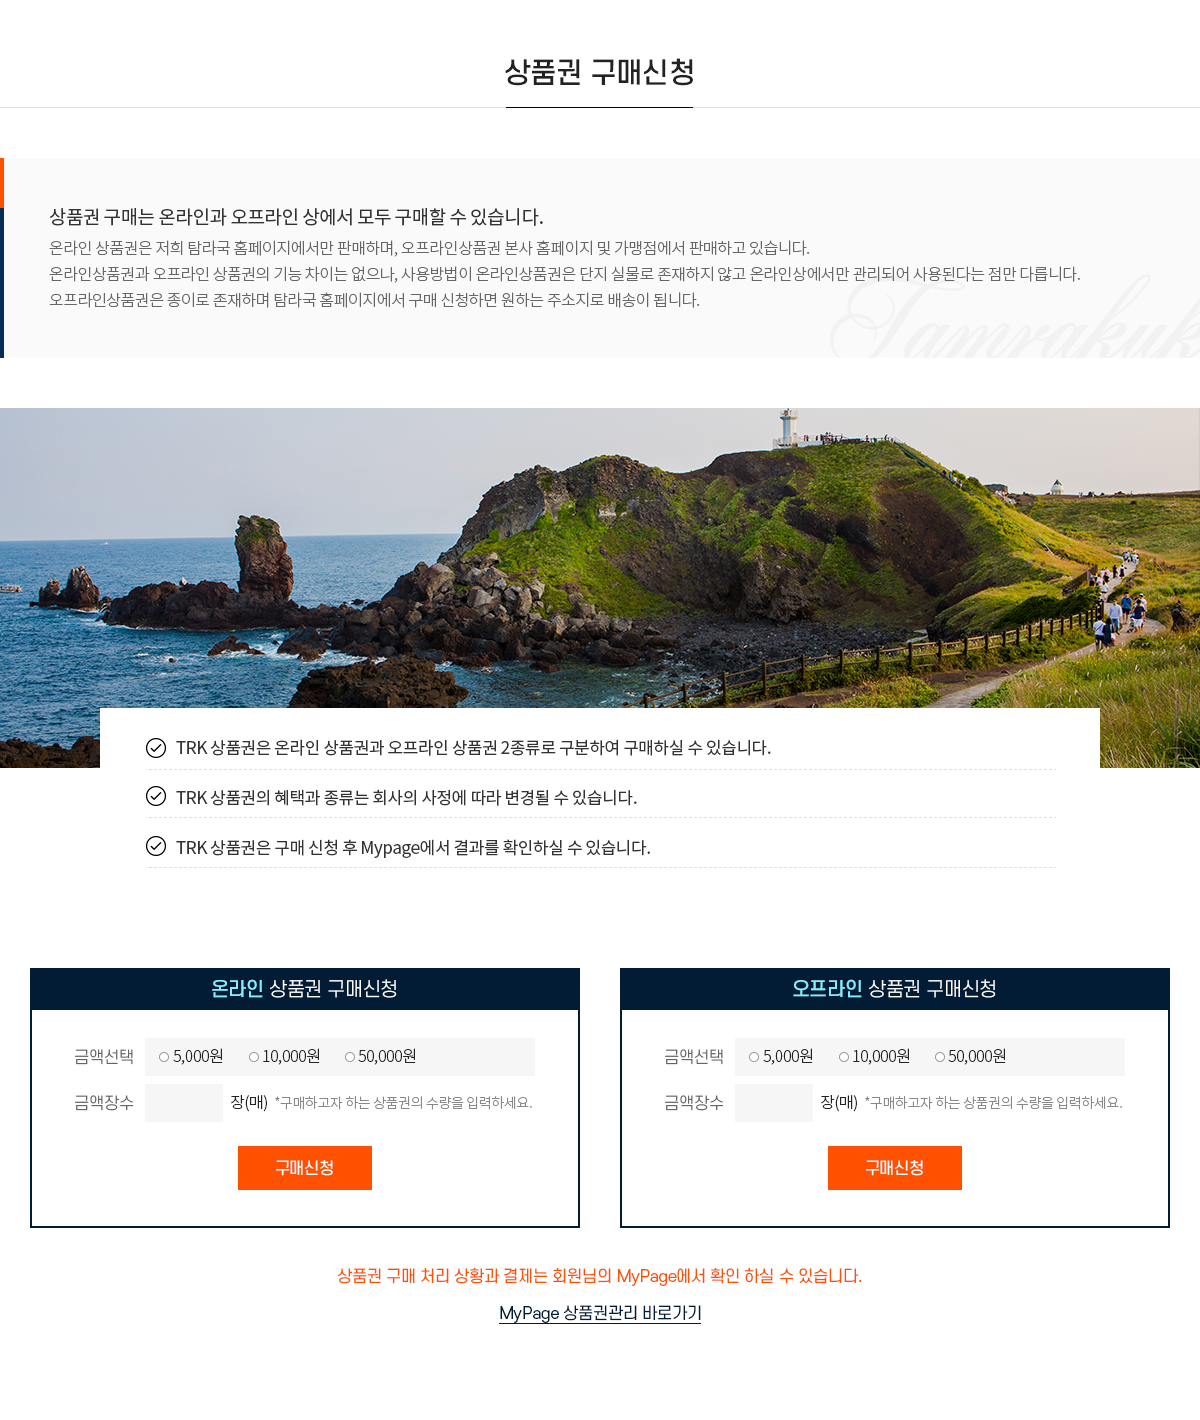 상품권 구매신청
상품권 구매는 온라인과 오프라인 상에서 모두 구매할 수 있습니다.
온라인 상품권은 저희 탐라국 홈페이지에서만 판매하며, 오프라인상품권 본사 홈페이지 및 가맹점에서 판매하고 있습니다.
온라인상품권과 오프라인 상품권의 기능 차이는 없으나, 사용방법이 온라인상품권은 단지 실물로 존재하지 않고 온라인상에서만 관리되어 사용된다는 점만 다릅니다.
오프라인상품권은 종이로 존재하며 탐라국 홈페이지에서 구매 신청하면 원하는 주소지로 배송이 됩니다.
Tamrakuk
TRK 상품권은 온라인 상품권과 오프라인 상품권 2종류로 구분하여 구매하실 수 있습니다.
TRK 상품권의 혜택과 종류는 회사의 사정에 따라 변경될 수 있습니다.
TRK 상품권은 구매 신청 후 Mypage에서 결과를 확인하실 수 있습니다.
온라인 상품권 구매신청
금액선택 5,000원 10,000원 50,000원
금액장수 장(매) *구매하고자 하는 상품권의 수량을 입력하세요.
구매신청
오프라인 상품권 구매신청
금액선택 5,000원 10,000원 50,000원
금액장수 장(매) *구매하고자 하는 상품권의 수량을 입력하세요.
구매신청
상품권 구매 처리 상황과 결제는 회원님의 MyPage에서 확인 하실 수 있습니다.
MyPage 상품권관리 바로가기